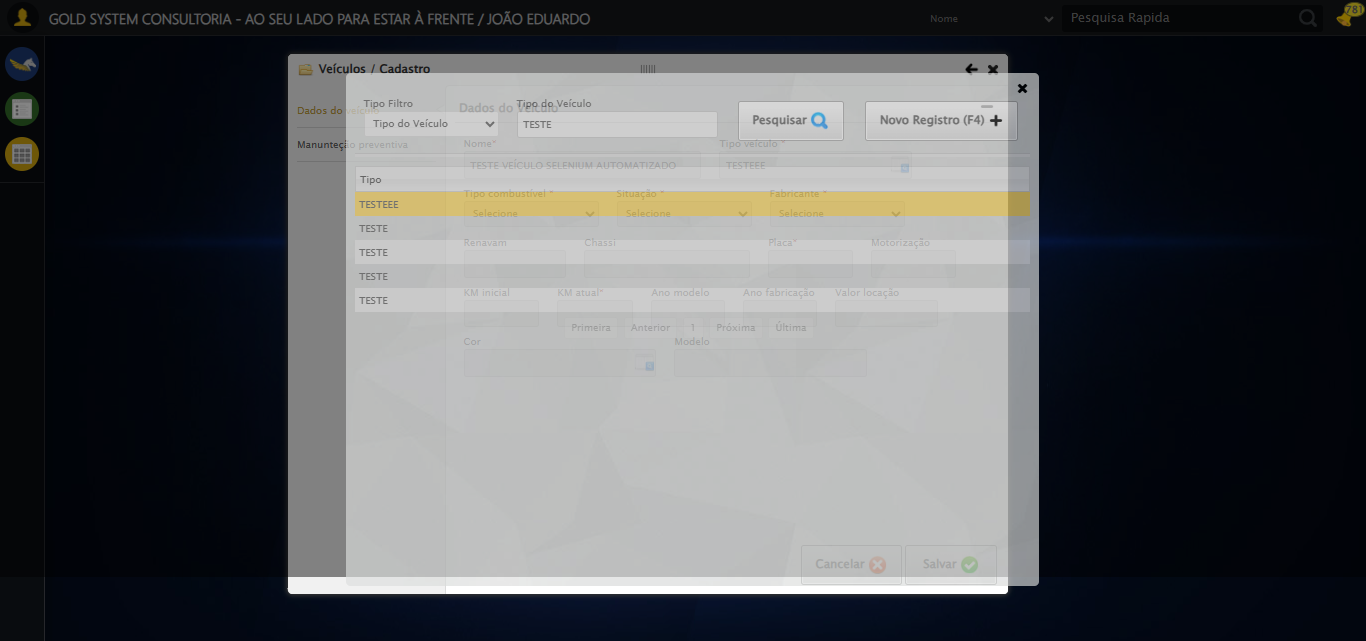 GOLD SYSTEM CONSULTORIA - AO SEU LADO PARA ESTAR À FRENTE / JOÃO EDUARDO
Nome
Pesquisa Rapida
781
Veículos / Cadastro
Dados do veículo
Manunteção preventiva
Tipo Filtro
Tipo do Veículo
Tipo do Veículo
TESTE
Pesquisar
Novo Registro (F4)
Tipo
TESTEEE
TESTE
TESTE
TESTE
TESTE
Primeira Anterior 1 Próxima Última
Dados do Veículo
Nome*
TESTE VEÍCULO SELENIUM AUTOMATIZADO
Tipo veículo *
TESTEEE
Tipo combustível *
Selecione
Situação *
Selecione
Fabricante *
Selecione
Renavam
Chassi
Placa*
Motorização
KM inicial
KM atual*
Ano modelo
Ano fabricação
Valor locação
Cor
Modelo
Cancelar
Salvar